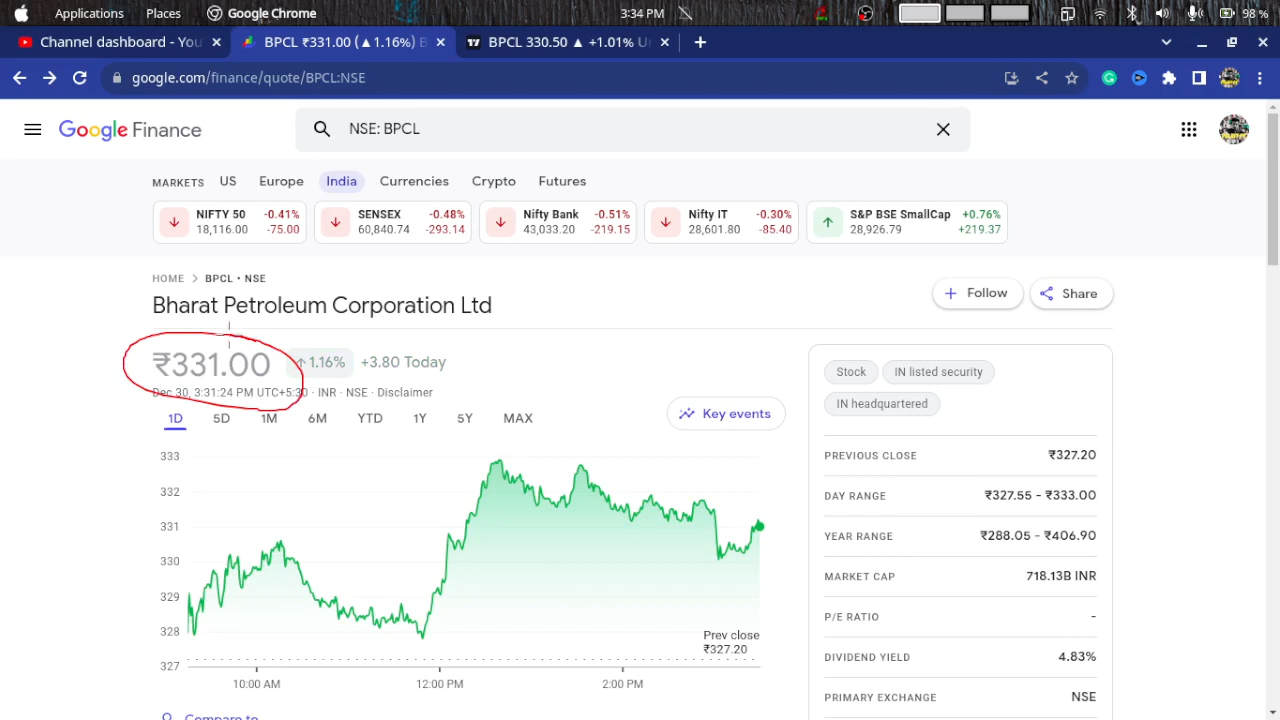 Applications Places Google Chrome 3:34 PM 98 %
Channel dashboard - You BPCL ₹331.00 (▲1.16%) B BPCL 330.50 ▲ +1.01% U
google.com/finance/quote/BPCL:NSE
Google Finance NSE: BPCL
MARKETS US Europe India Currencies Crypto Futures
NIFTY 50 -0.41% SENSEX -0.48% Nifty Bank -0.51% Nifty IT -0.30% S&P BSE SmallCap +0.76%
18,116.00 -75.00 60,840.74 -293.14 43,033.20 -219.15 28,601.80 -85.40 28,926.79 +219.37
HOME > BPCL • NSE
Bharat Petroleum Corporation Ltd
+ Follow Share
₹331.00 ↑ 1.16% +3.80 Today
Dec 30, 3:31:24 PM UTC+5:30 · INR · NSE · Disclaimer
1D 5D 1M 6M YTD 1Y 5Y MAX
Key events
333
332
331
330
329
328
327
Prev close
₹327.20
10:00 AM 12:00 PM 2:00 PM
Compare to
Stock IN listed security
IN headquartered
PREVIOUS CLOSE ₹327.20
DAY RANGE ₹327.55 - ₹333.00
YEAR RANGE ₹288.05 - ₹406.90
MARKET CAP 718.13B INR
P/E RATIO -
DIVIDEND YIELD 4.83%
PRIMARY EXCHANGE NSE